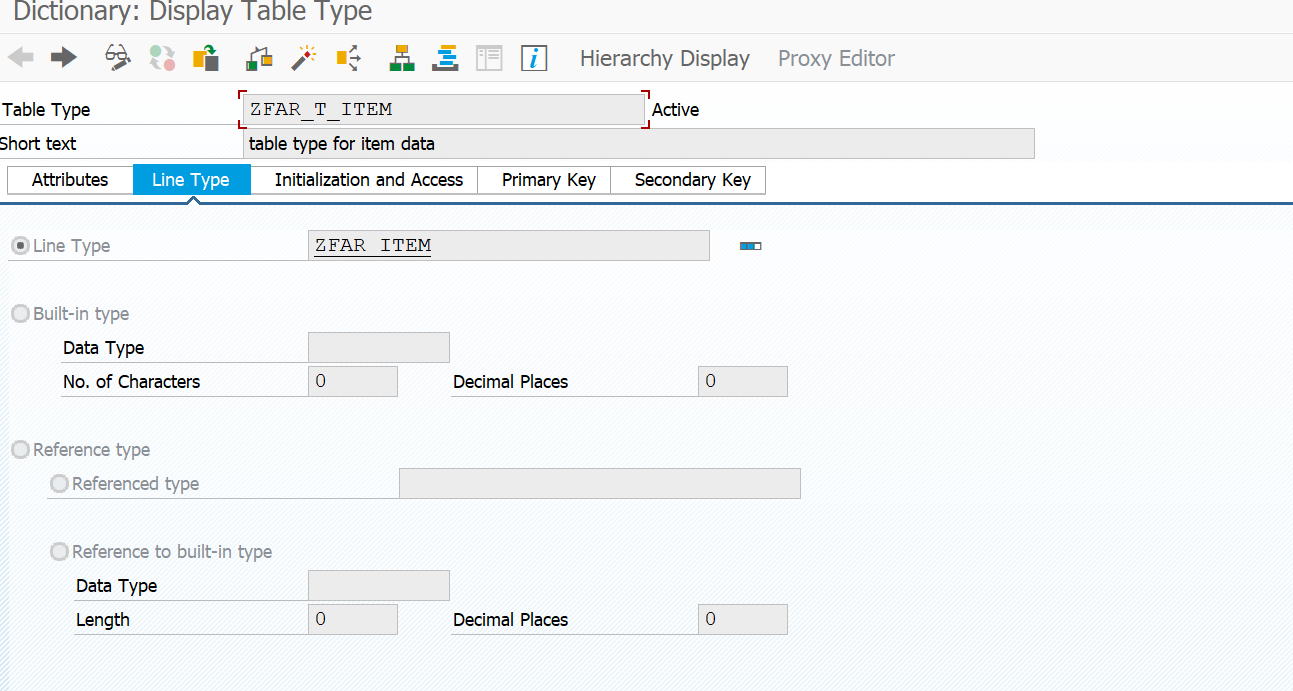 Dictionary: Display Table Type
Hierarchy Display Proxy Editor
Table Type ZFAR_T_ITEM Active
Short text table type for item data
Attributes Line Type Initialization and Access Primary Key Secondary Key
Line Type ZFAR_ITEM
Built-in type
Data Type
No. of Characters 0 Decimal Places 0
Reference type
Referenced type
Reference to built-in type
Data Type
Length 0 Decimal Places 0